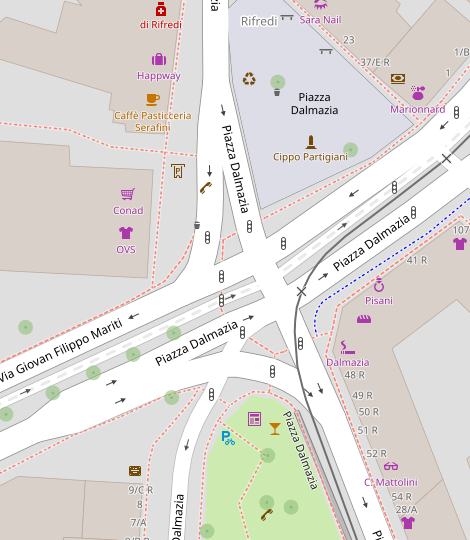 di Rifredi
Rifredi
Sara Nail
23
37/E R
1
1/B
Happway
Caffè Pasticceria
Serafini
Piazza
Dalmazia
Marionnard
Piazza Dalmazia
Cippo Partigiani
P
Conad
OVS
Piazza Dalmazia
107
41 R
Pisani
Via Giovan Filippo Mariti
Piazza Dalmazia
Dalmazia
48 R
49 R
50 R
51 R
52 R
Piazza Dalmazia
P
C. Mattolini
9/C R
8
7/A
54 R
28/A
Dalmazia